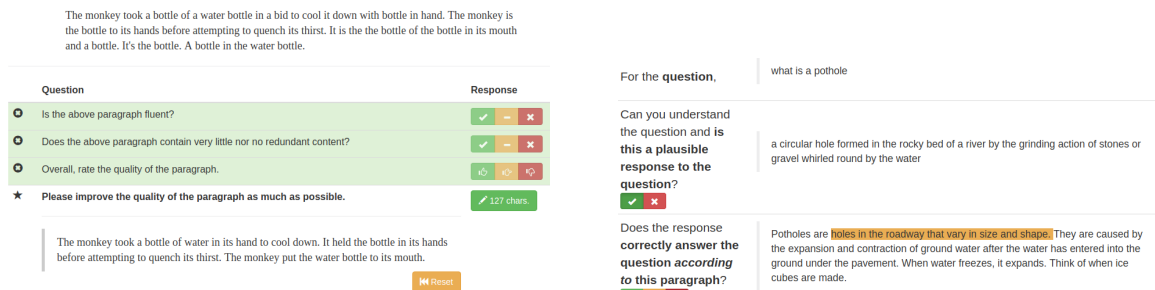 The monkey took a bottle of a water bottle in a bid to cool it down with bottle in hand. The monkey is
the bottle to its hands before attempting to quench its thirst. It is the the bottle of the bottle in its mouth
and a bottle. It's the bottle. A bottle in the water bottle.
Question Response
Is the above paragraph fluent?
Does the above paragraph contain very little nor no redundant content?
Overall, rate the quality of the paragraph.
Please improve the quality of the paragraph as much as possible. 127 chars.
The monkey took a bottle of water in its hand to cool down. It held the bottle in its hands
before attempting to quench its thirst. The monkey put the water bottle to its mouth.
Reset
For the question,
what is a pothole
Can you understand
the question and is
this a plausible
response to the
question?
a circular hole formed in the rocky bed of a river by the grinding action of stones or
gravel whirled round by the water
Does the response
correctly answer the
question according
to this paragraph?
Potholes are holes in the roadway that vary in size and shape. They are caused by
the expansion and contraction of ground water after the water has entered into the
ground under the pavement. When water freezes, it expands. Think of when ice
cubes are made.